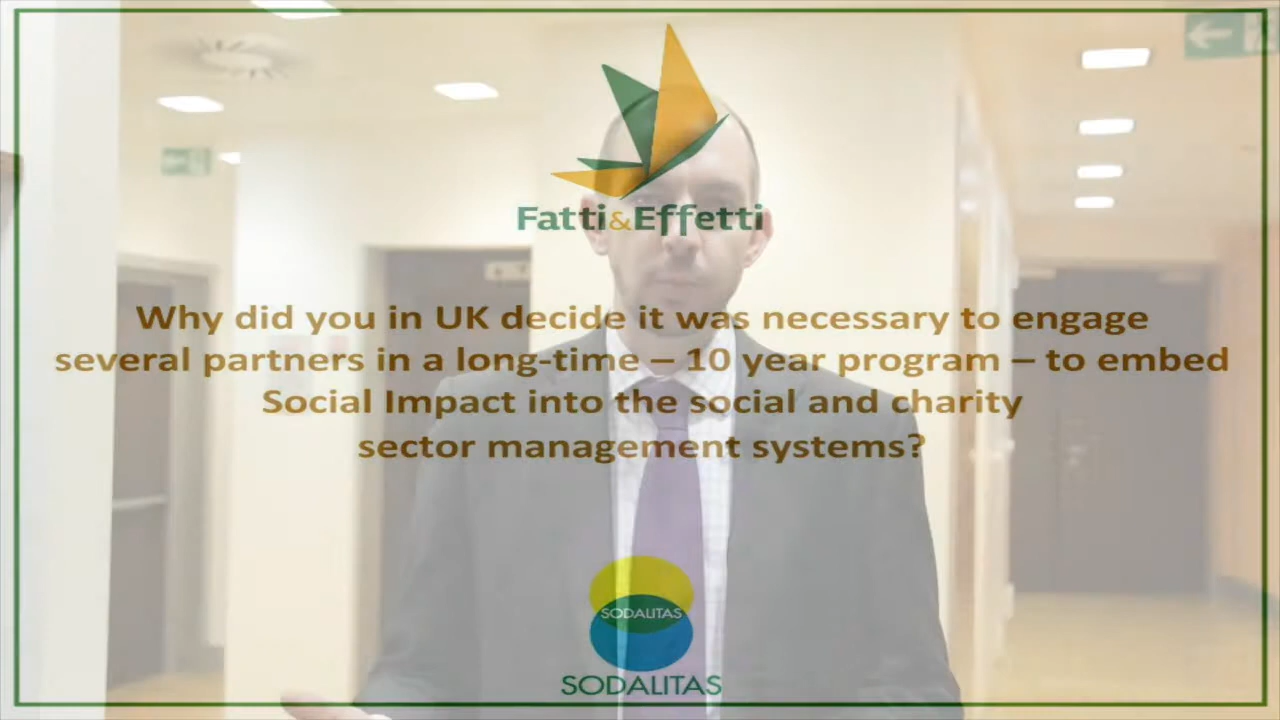 Fatti&Effetti
Why did you in UK decide it was necessary to engage
several partners in a long-time – 10 year program – to embed
Social Impact into the social and charity
sector management systems?
SODALITAS
SODALITAS